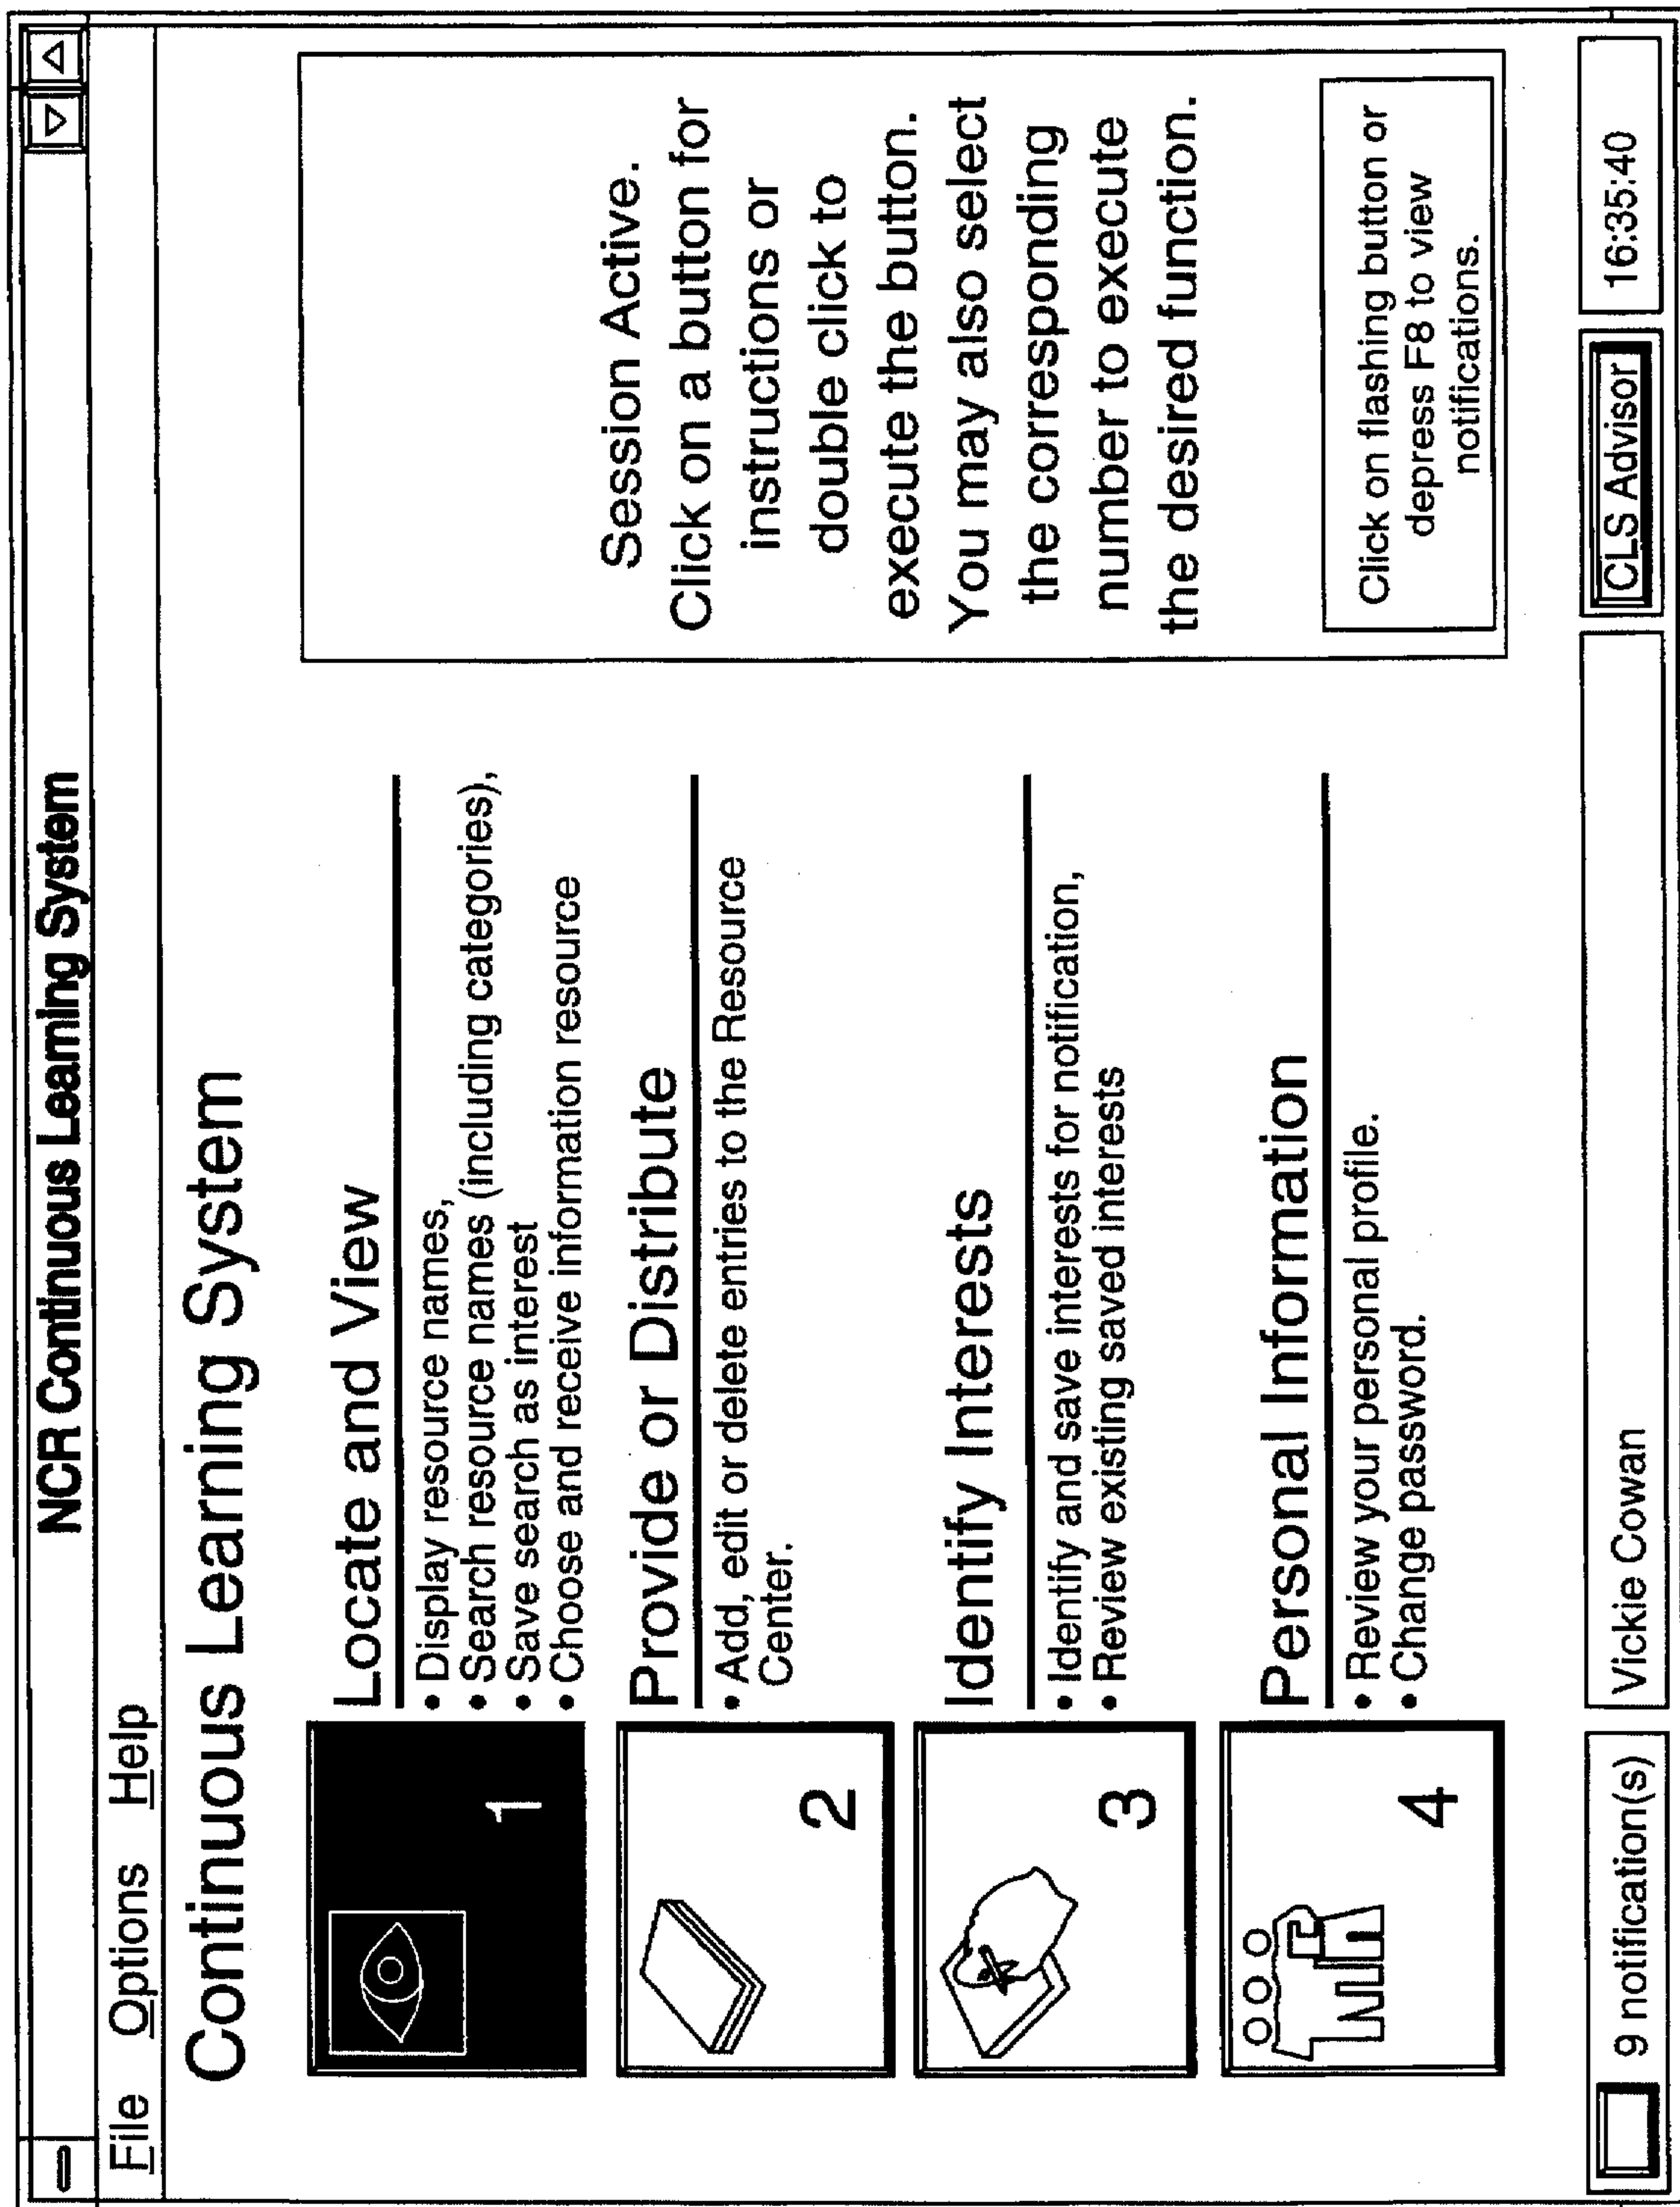 NCR Continuous Learning System
File Options Help
Continuous Learning System
1
Locate and View
• Display resource names,
• Search resource names (including categories),
• Save search as interest
• Choose and receive information resource
2
Provide or Distribute
• Add, edit or delete entries to the Resource
Center.
3
Identify Interests
• Identify and save interests for notification,
• Review existing saved interests
4
Personal Information
• Review your personal profile.
• Change password.
Session Active.
Click on a button for
instructions or
double click to
execute the button.
You may also select
the corresponding
number to execute
the desired function.
Click on flashing button or
depress F8 to view
notifications.
9 notification(s)
Vickie Cowan
CLS Advisor
16:35:40